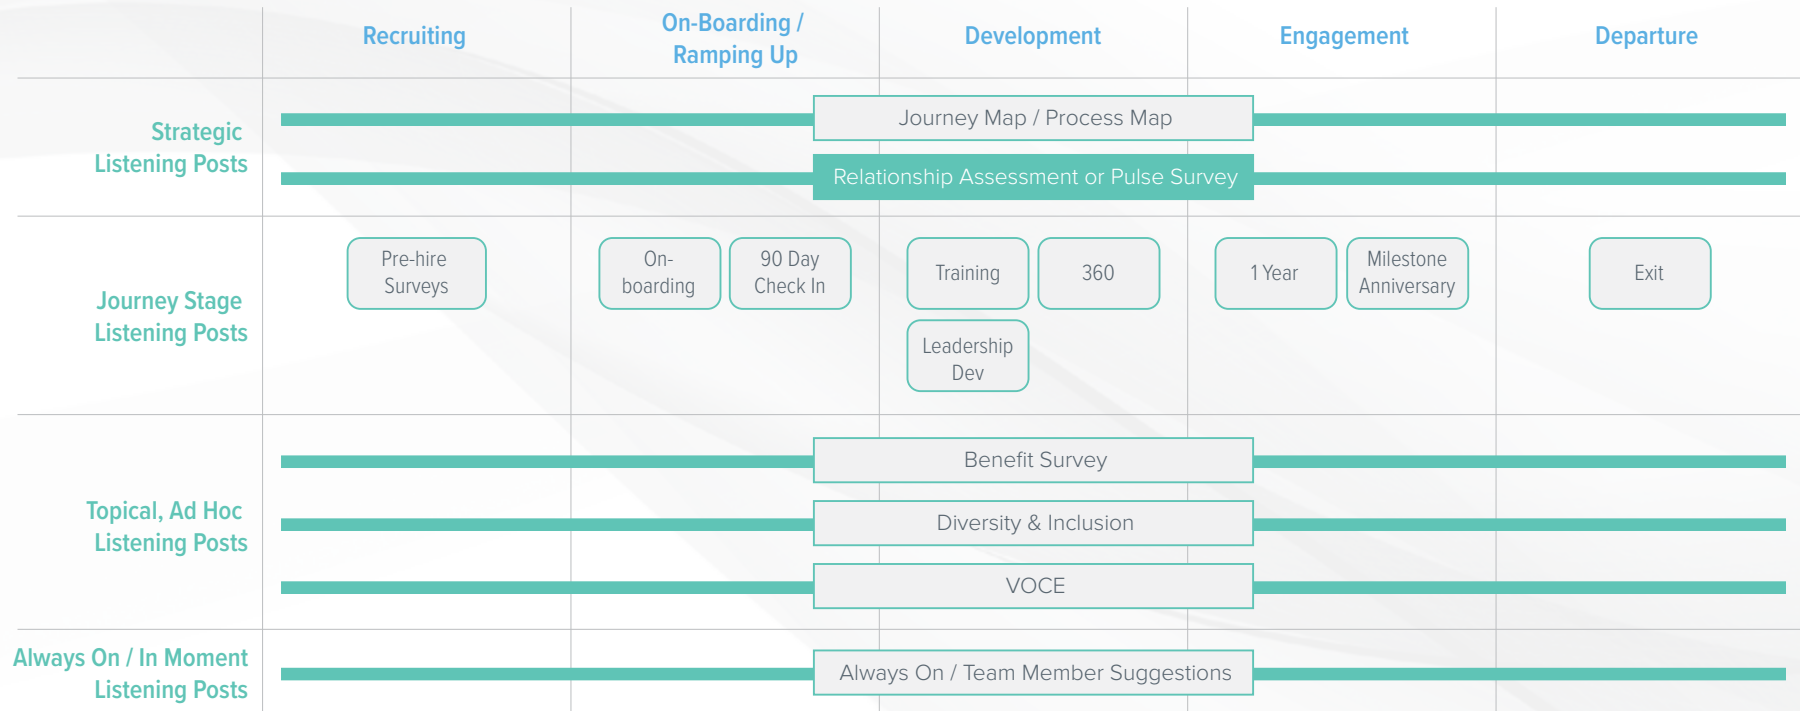 Recruiting
On-Boarding /
Ramping Up
Development
Engagement
Departure
Strategic
Listening Posts
Journey Map / Process Map
Relationship Assessment or Pulse Survey
Journey Stage
Listening Posts
Pre-hire
Surveys
On-
boarding
90 Day
Check In
Training
360
Leadership
Dev
1 Year
Milestone
Anniversary
Exit
Topical, Ad Hoc
Listening Posts
Benefit Survey
Diversity & Inclusion
VOCE
Always On / In Moment
Listening Posts
Always On / Team Member Suggestions